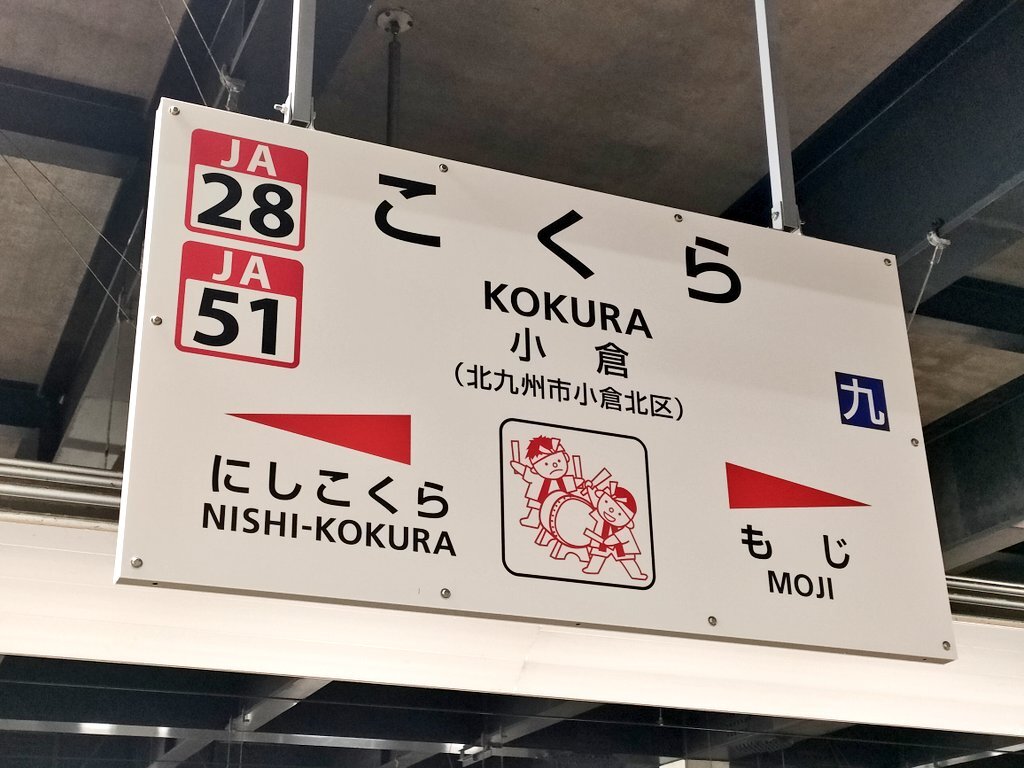 JA
28
JA
51
こくら
KOKURA
小倉
(北九州市小倉北区)
九
にしこくら
NISHI-KOKURA
もじ
MOJI